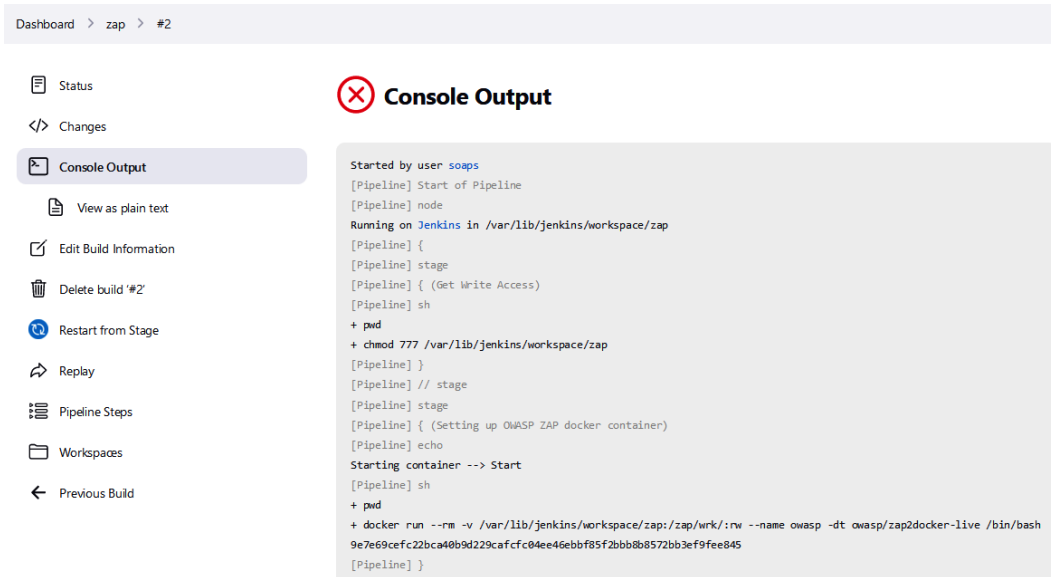 Dashboard > zap > #2
Status
Changes
Console Output
View as plain text
Edit Build Information
Delete build '#2'
Restart from Stage
Replay
Pipeline Steps
Workspaces
Previous Build
Console Output
Started by user soaps
[Pipeline] Start of Pipeline
[Pipeline] node
Running on Jenkins in /var/lib/jenkins/workspace/zap
[Pipeline] {
[Pipeline] stage
[Pipeline] { (Get Write Access)
[Pipeline] sh
+ pwd
+ chmod 777 /var/lib/jenkins/workspace/zap
[Pipeline] }
[Pipeline] // stage
[Pipeline] stage
[Pipeline] { (Setting up OWASP ZAP docker container)
[Pipeline] echo
Starting container --> Start
[Pipeline] sh
+ pwd
+ docker run --rm -v /var/lib/jenkins/workspace/zap:/zap/wrk/:rw --name owasp -dt owasp/zap2docker-live /bin/bash
9e7e69cefc22bca40b9d229cafcfc04ee46ebbf85f2bbb8b8572bb3ef9fee845
[Pipeline] }